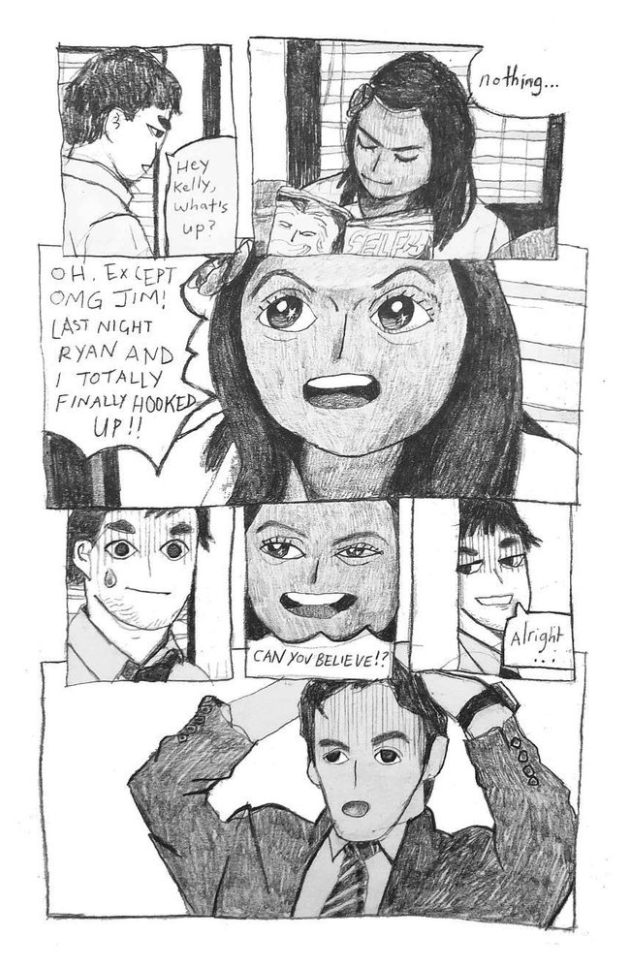 Hey
Kelly,
what's
up?
nothing...
SELFA
OH. EXCEPT
OMG JIM!
LAST NIGHT
RYAN AND
I TOTALLY
FINALLY HOOKED
UP!!
CAN YOU BELIEVE!?
Alright
...